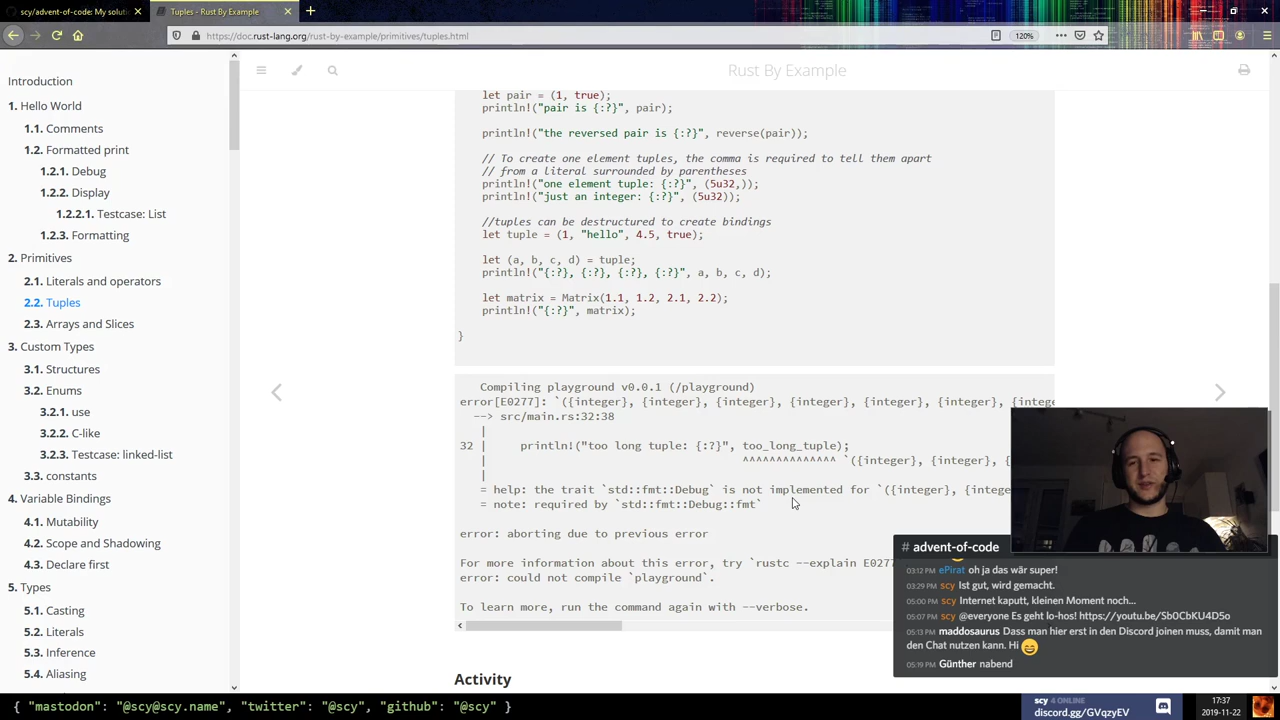 scy/advent-of-code: My soluti
Tuples - Rust By Example
https://doc.rust-lang.org/rust-by-example/primitives/tuples.html
120%
Introduction
1. Hello World
1.1. Comments
1.2. Formatted print
1.2.1. Debug
1.2.2. Display
1.2.2.1. Testcase: List
1.2.3. Formatting
2. Primitives
2.1. Literals and operators
2.2. Tuples
2.3. Arrays and Slices
3. Custom Types
3.1. Structures
3.2. Enums
3.2.1. use
3.2.2. C-like
3.2.3. Testcase: linked-list
3.3. constants
4. Variable Bindings
4.1. Mutability
4.2. Scope and Shadowing
4.3. Declare first
5. Types
5.1. Casting
5.2. Literals
5.3. Inference
5.4. Aliasing
Rust By Example
let pair = (1, true);
println!("pair is {:?}", pair);
println!("the reversed pair is {:?}", reverse(pair));
// To create one element tuples, the comma is required to tell them apart
// from a literal surrounded by parentheses
println!("one element tuple: {:?}", (5u32,));
println!("just an integer: {:?}", (5u32));
//tuples can be destructured to create bindings
let tuple = (1, "hello", 4.5, true);
let (a, b, c, d) = tuple;
println!("{:?}, {:?}, {:?}, {:?}", a, b, c, d);
let matrix = Matrix(1.1, 1.2, 2.1, 2.2);
println!("{:?}", matrix);
}
Compiling playground v0.0.1 (/playground)
error[E0277]: `({integer}, {integer}, {integer}, {integer}, {integer}, {integer}, {intege
--> src/main.rs:32:38
|
32 | println!("too long tuple: {:?}", too_long_tuple);
| ^^^^^^^^^^^^^^ `({integer}, {integer}, {i
|
= help: the trait `std::fmt::Debug` is not implemented for `({integer}, {intege
= note: required by `std::fmt::Debug::fmt`
error: aborting due to previous error
For more information about this error, try `rustc --explain E0277
error: could not compile `playground`.
To learn more, run the command again with --verbose.
Activity
# advent-of-code
03:12 PM ePirat oh ja das wär super!
03:29 PM scy Ist gut, wird gemacht.
05:00 PM scy Internet kaputt, kleinen Moment noch...
05:07 PM scy @everyone Es geht lo-hos! https://youtu.be/Sb0CbKU4D5o
05:13 PM maddosaurus Dass man hier erst in den Discord joinen muss, damit man
den Chat nutzen kann. Hi
05:19 PM Günther nabend
{ "mastodon": "@scy@scy.name", "twitter": "@scy", "github": "@scy" }
scy 4 ONLINE
discord.gg/GVqzyEV
17:37
2019-11-22